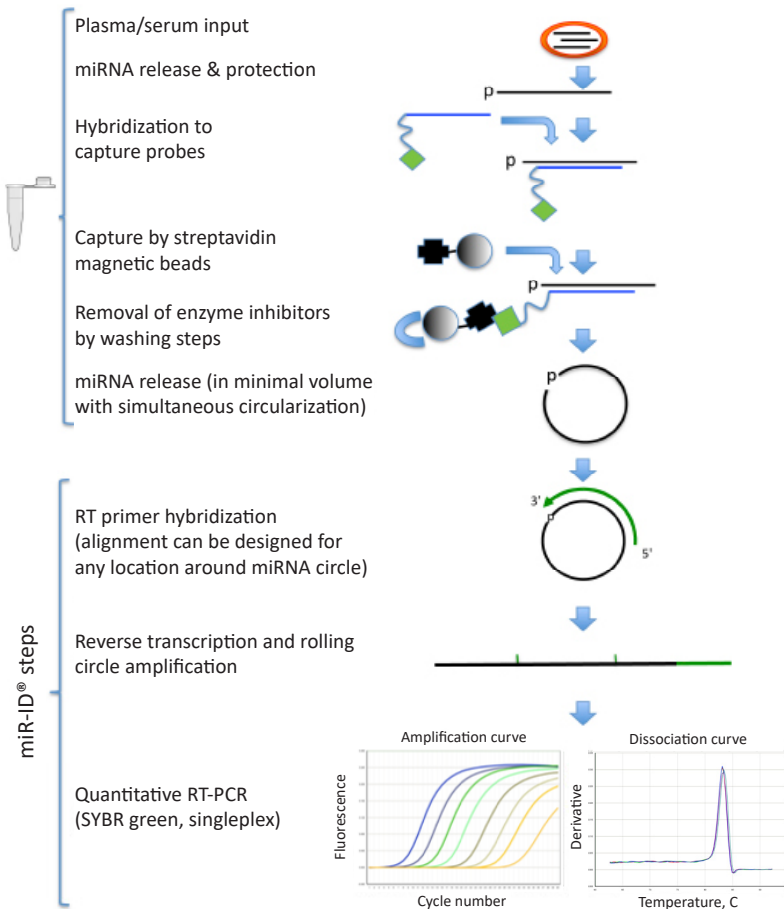 Plasma/serum input
miRNA release & protection
p
Hybridization to
capture probes
p
Capture by streptavidin
magnetic beads
p
Removal of enzyme inhibitors
by washing steps
miRNA release (in minimal volume
with simultaneous circularization)
p
miR-ID® steps
RT primer hybridization
(alignment can be designed for
any location around miRNA circle)
3'
p
5'
Reverse transcription and rolling
circle amplification
Quantitative RT-PCR
(SYBR green, singleplex)
Amplification curve
Fluorescence
Cycle number
Dissociation curve
Derivative
Temperature, C